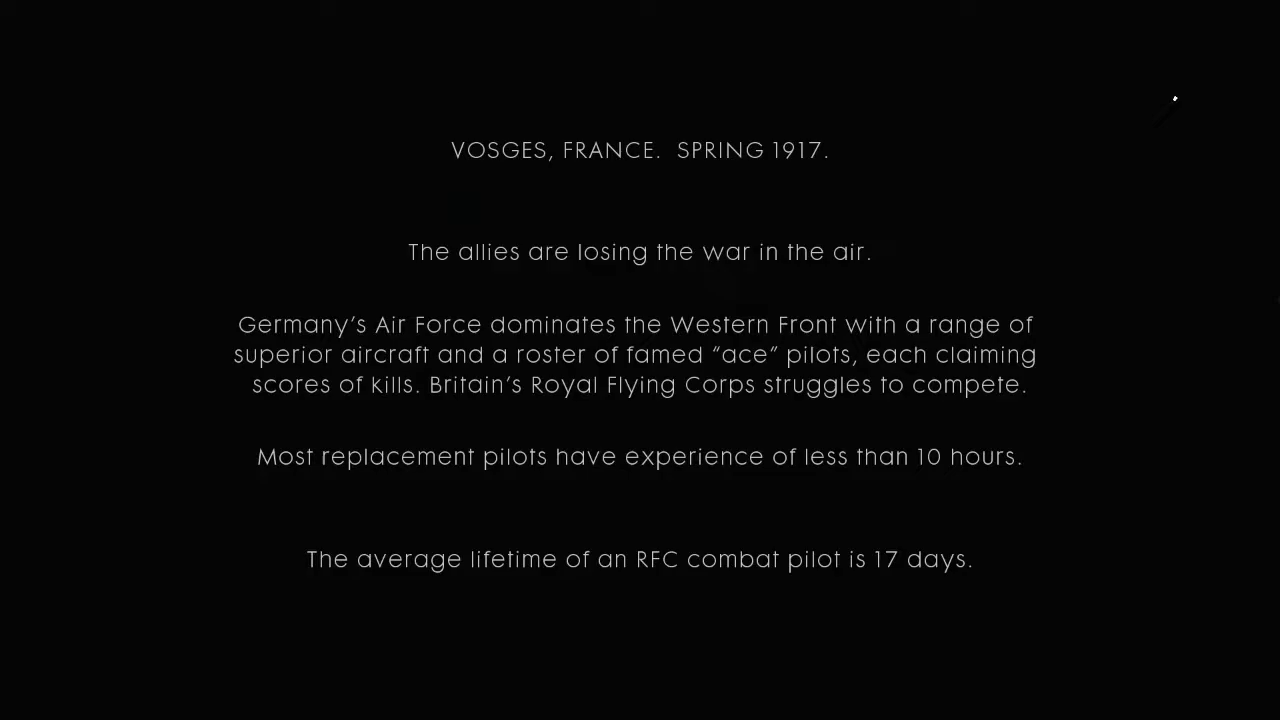 VOSGES, FRANCE.  SPRING 1917.
The allies are losing the war in the air.
Germany’s Air Force dominates the Western Front with a range of
superior aircraft and a roster of famed “ace” pilots, each claiming
scores of kills. Britain’s Royal Flying Corps struggles to compete.
Most replacement pilots have experience of less than 10 hours.
The average lifetime of an RFC combat pilot is 17 days.